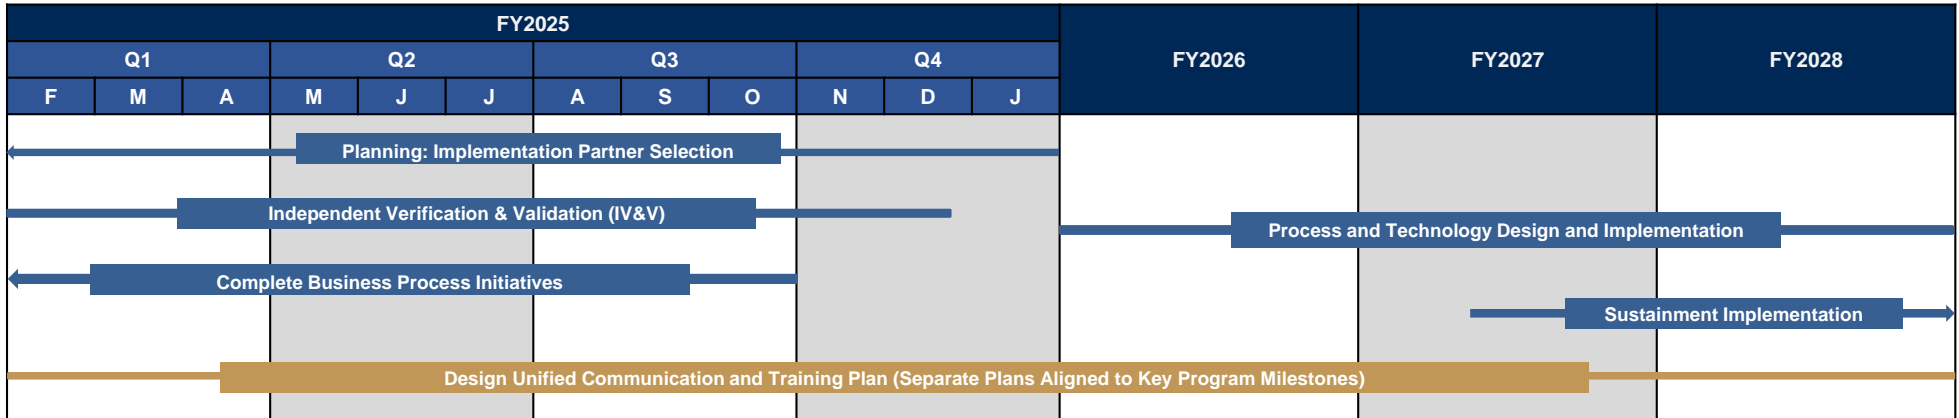 FY2025
FY2026
FY2027
FY2028
Q1 Q2 Q3 Q4
F M A M J J A S O N D J
Planning: Implementation Partner Selection
Independent Verification & Validation (IV&V)
Process and Technology Design and Implementation
Complete Business Process Initiatives
Sustainment Implementation
Design Unified Communication and Training Plan (Separate Plans Aligned to Key Program Milestones)